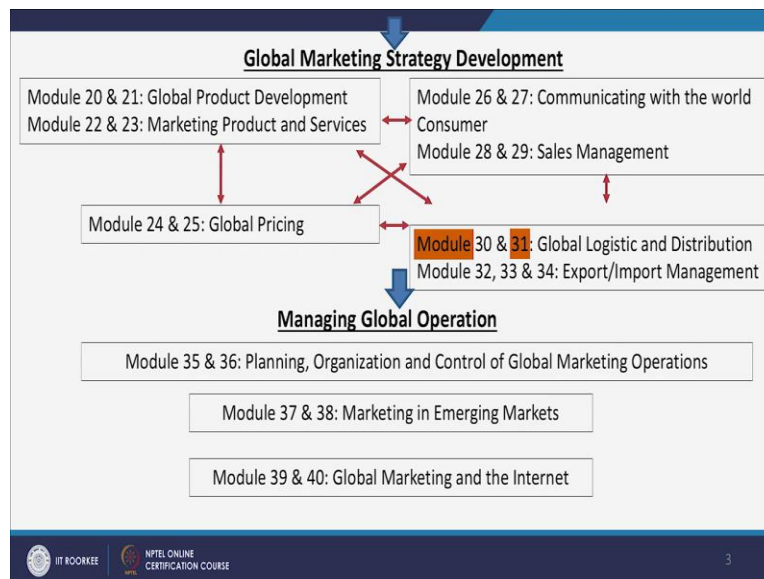 Global Marketing Strategy Development
Module 20 & 21: Global Product Development
Module 22 & 23: Marketing Product and Services
Module 26 & 27: Communicating with the world
Consumer
Module 28 & 29: Sales Management
Module 24 & 25: Global Pricing
Module 30 & 31: Global Logistic and Distribution
Module 32, 33 & 34: Export/Import Management
Managing Global Operation
Module 35 & 36: Planning, Organization and Control of Global Marketing Operations
Module 37 & 38: Marketing in Emerging Markets
Module 39 & 40: Global Marketing and the Internet
IIT ROORKEE
NPTEL ONLINE
CERTIFICATION COURSE
3